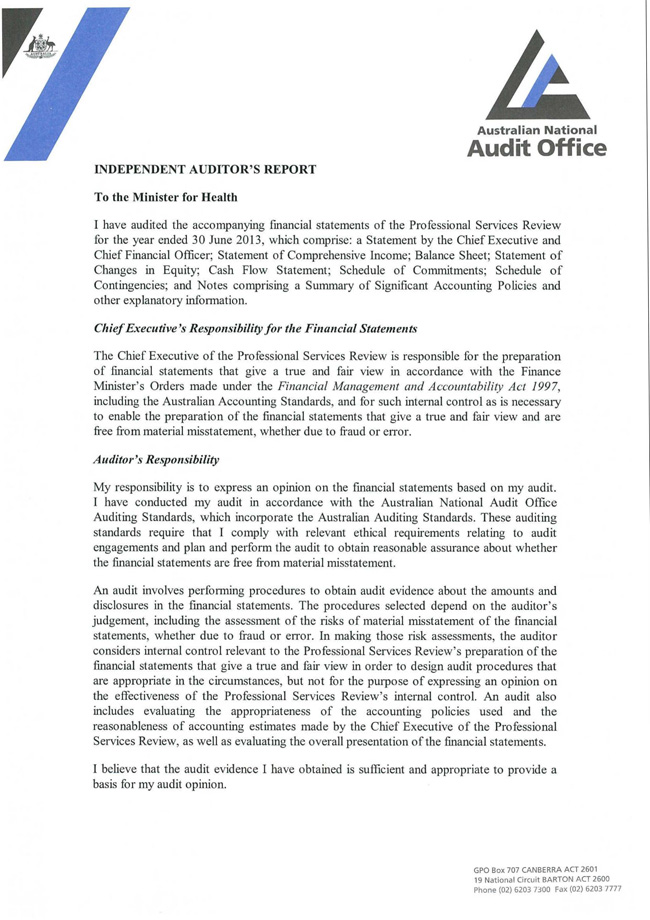 Australian National
Audit Office
INDEPENDENT AUDITOR'S REPORT
To the Minister for Health
I have audited the accompanying financial statements of the Professional Services Review
for the year ended 30 June 2013, which comprise: a Statement by the Chief Executive and
Chief Financial Officer; Statement of Comprehensive Income; Balance Sheet; Statement of
Changes in Equity; Cash Flow Statement; Schedule of Commitments; Schedule of
Contingencies; and Notes comprising a Summary of Significant Accounting Policies and
other explanatory information.
Chief Executive's Responsibility for the Financial Statements
The Chief Executive of the Professional Services Review is responsible for the preparation
of financial statements that give a true and fair view in accordance with the Finance
Minister's Orders made under the Financial Management and Accountability Act 1997,
including the Australian Accounting Standards, and for such internal control as is necessary
to enable the preparation of the financial statements that give a true and fair view and are
free from material misstatement, whether due to fraud or error.
Auditor's Responsibility
My responsibility is to express an opinion on the financial statements based on my audit.
I have conducted my audit in accordance with the Australian National Audit Office
Auditing Standards, which incorporate the Australian Auditing Standards. These auditing
standards require that I comply with relevant ethical requirements relating to audit
engagements and plan and perform the audit to obtain reasonable assurance about whether
the financial statements are free from material misstatement.
An audit involves performing procedures to obtain audit evidence about the amounts and
disclosures in the financial statements. The procedures selected depend on the auditor's
judgement, including the assessment of the risks of material misstatement of the financial
statements, whether due to fraud or error. In making those risk assessments, the auditor
considers internal control relevant to the Professional Services Review's preparation of the
financial statements that give a true and fair view in order to design audit procedures that
are appropriate in the circumstances, but not for the purpose of expressing an opinion on
the effectiveness of the Professional Services Review's internal control. An audit also
includes evaluating the appropriateness of the accounting policies used and the
reasonableness of accounting estimates made by the Chief Executive of the Professional
Services Review, as well as evaluating the overall presentation of the financial statements.
I believe that the audit evidence I have obtained is sufficient and appropriate to provide a
basis for my audit opinion.
GPO Box 707 CANBERRA ACT 2601
19 National Circuit BARTON ACT 2600
Phone (02) 6203 7300 Fax (02) 6203 7777